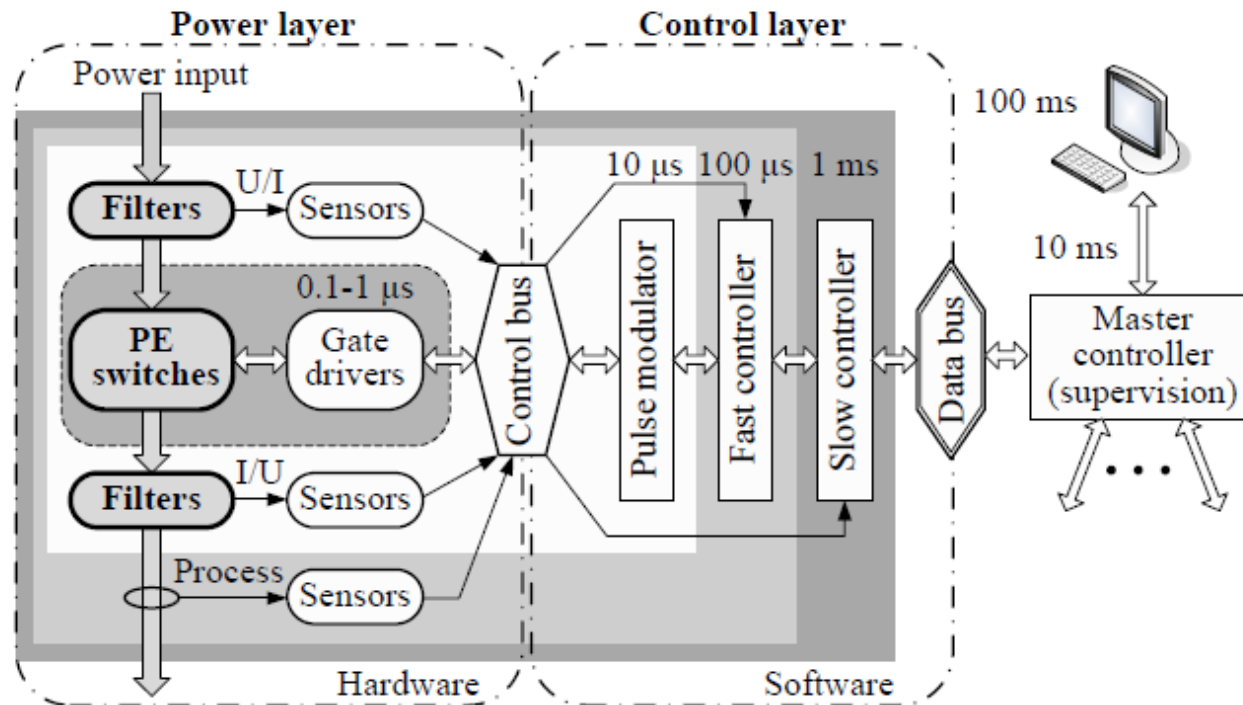 Power layer
Control layer
Power input
100 ms
10 μs
100 μs
1 ms
U/I
Filters
Sensors
10 ms
0.1-1 μs
PE
switches
Gate
drivers
Control bus
Pulse modulator
Fast controller
Slow controller
Data bus
Master
controller
(supervision)
I/U
Filters
Sensors
Process
Sensors
Hardware
Software